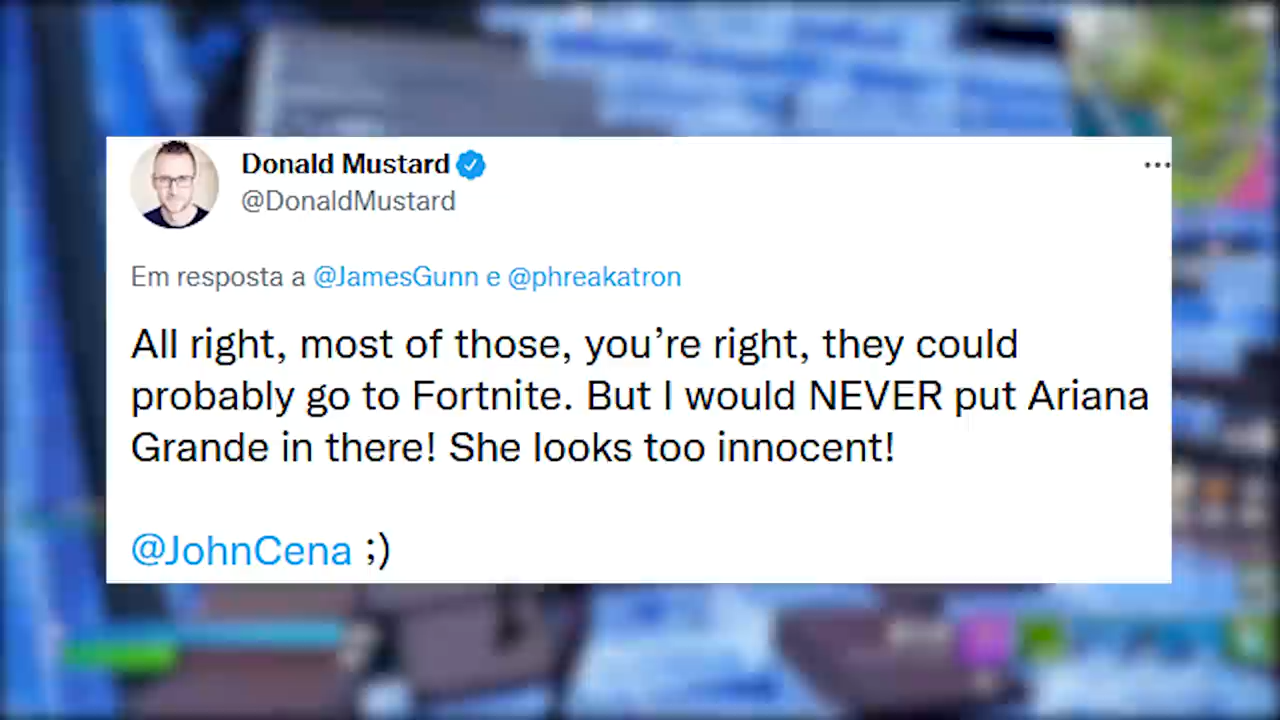 Donald Mustard
@DonaldMustard
Em resposta a @JamesGunn e @phreakatron
All right, most of those, you’re right, they could
probably go to Fortnite. But I would NEVER put Ariana
Grande in there! She looks too innocent!
@JohnCena ;)